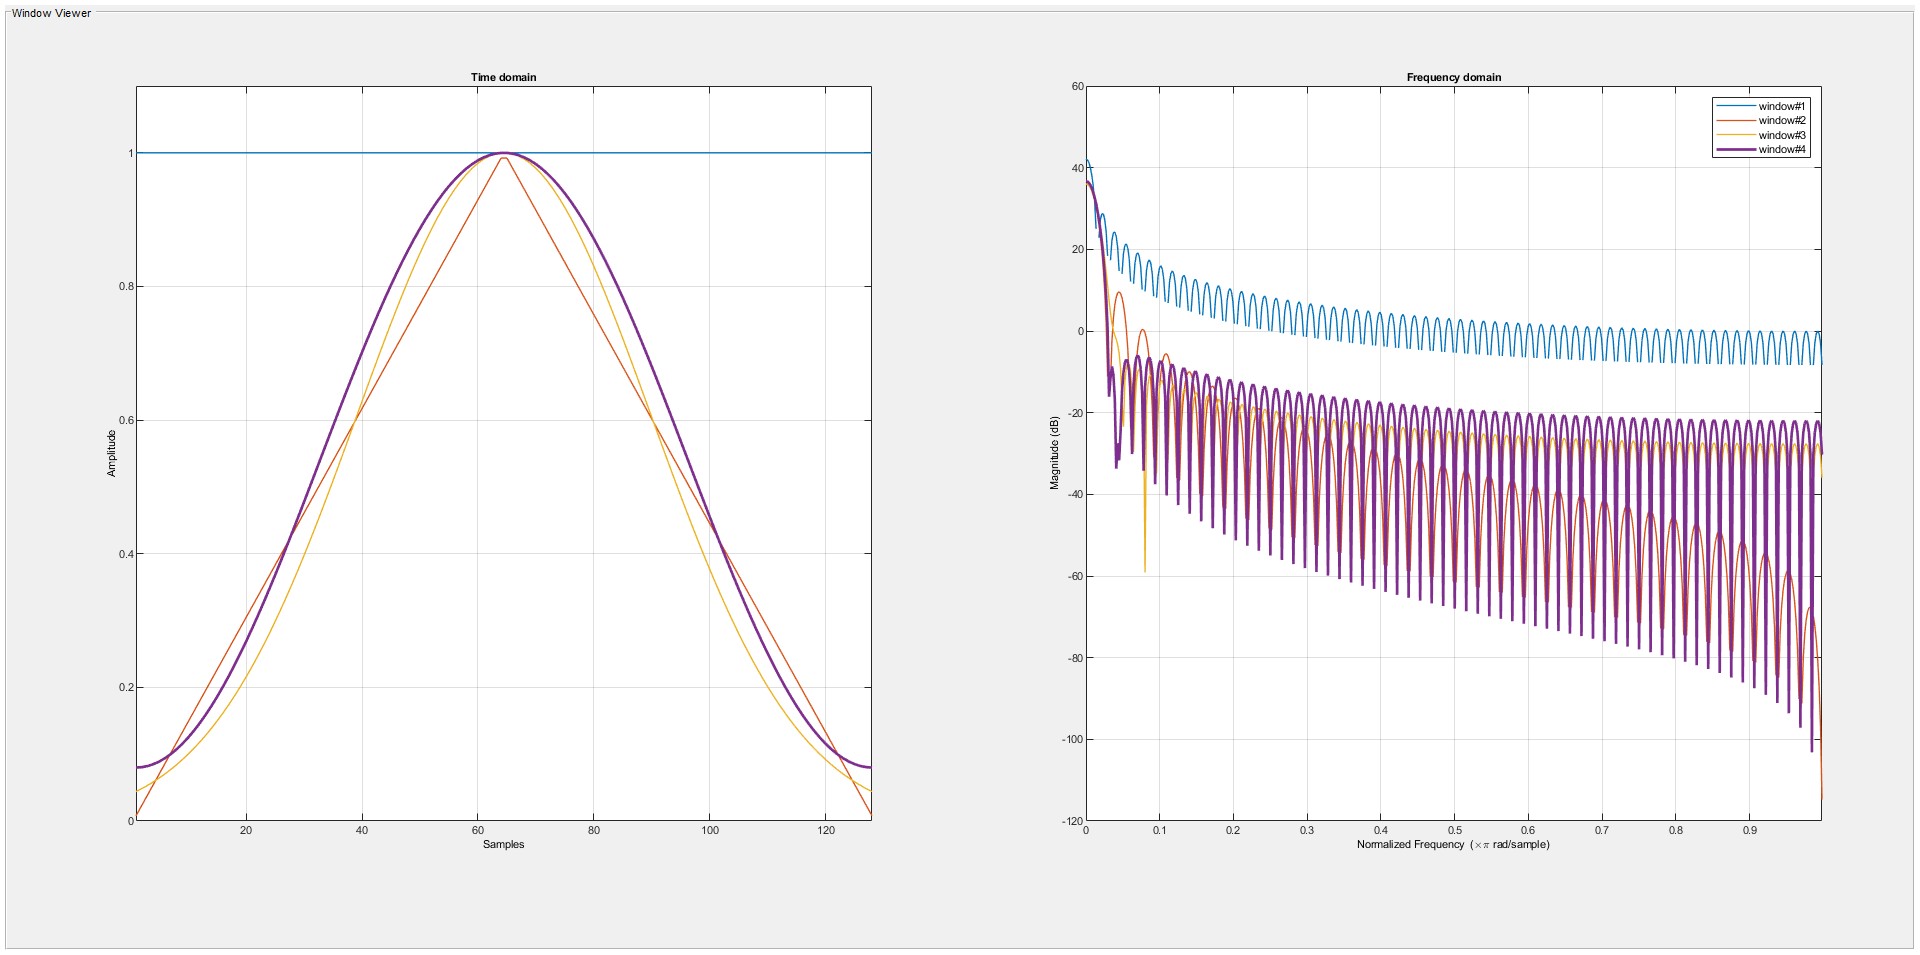 Window Viewer
Time domain
Amplitude
1
0.8
0.6
0.4
0.2
0
20
40
60
80
100
120
Samples
Frequency domain
Magnitude (dB)
60
40
20
0
-20
-40
-60
-80
-100
-120
0
0.1
0.2
0.3
0.4
0.5
0.6
0.7
0.8
0.9
Normalized Frequency (×π rad/sample)
window#1
window#2
window#3
window#4